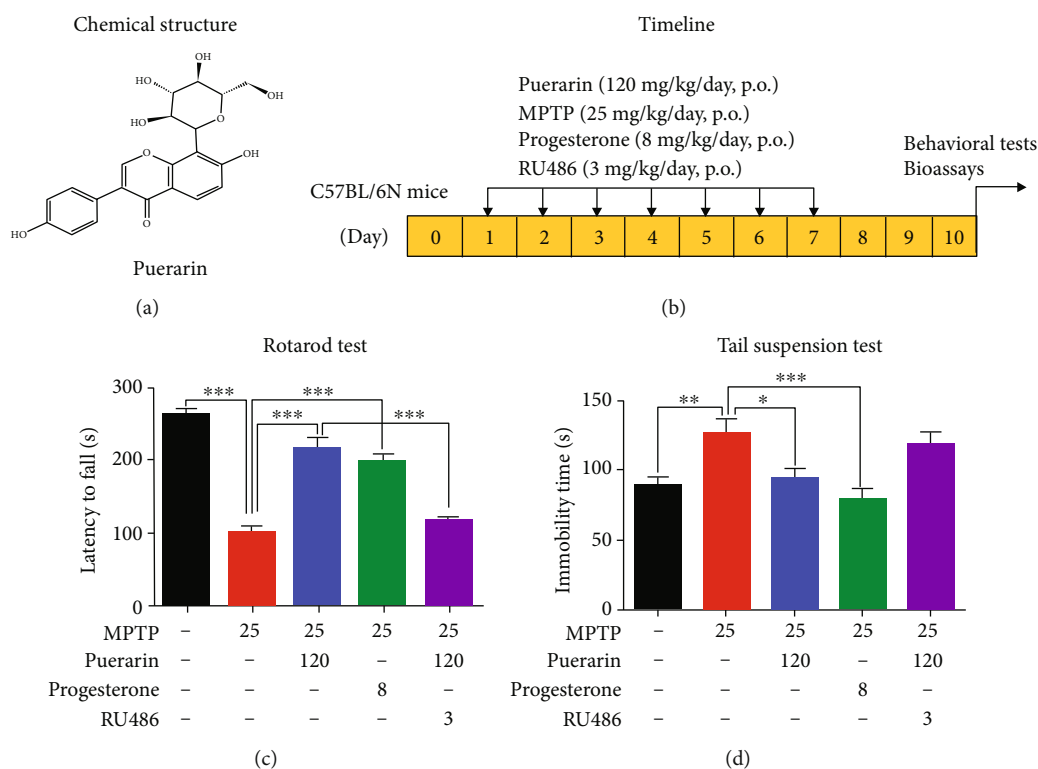 Chemical structure
OH
HO
OH
HO
O
HO
O
OH
O
HO
Puerarin
(a)
Timeline
Puerarin (120 mg/kg/day, p.o.)
MPTP (25 mg/kg/day, p.o.)
Progesterone (8 mg/kg/day, p.o.)
RU486 (3 mg/kg/day, p.o.)
Behavioral tests
Bioassays
C57BL/6N mice
(Day) 0 1 2 3 4 5 6 7 8 9 10
(b)
Rotarod test
Latency to fall (s)
300
200
100
0
*** *** *** ***
MPTP – 25 25 25 25
Puerarin – – 120 – 120
Progesterone – – – 8 –
RU486 – – – – 3
(c)
Tail suspension test
Immobility time (s)
150
100
50
0
** * ***
MPTP – 25 25 25 25
Puerarin – – 120 – 120
Progesterone – – – 8 –
RU486 – – – – 3
(d)